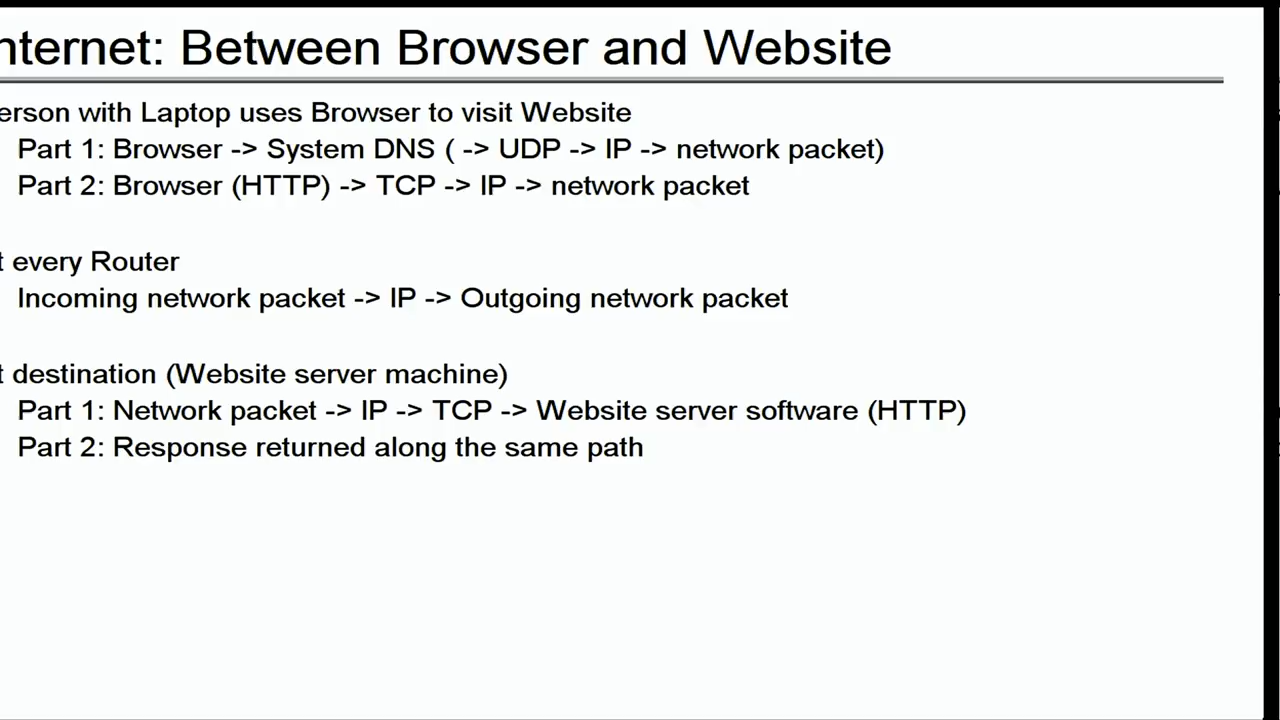 nternet: Between Browser and Website
erson with Laptop uses Browser to visit Website
Part 1: Browser -> System DNS ( -> UDP -> IP -> network packet)
Part 2: Browser (HTTP) -> TCP -> IP -> network packet
t every Router
Incoming network packet -> IP -> Outgoing network packet
t destination (Website server machine)
Part 1: Network packet -> IP -> TCP -> Website server software (HTTP)
Part 2: Response returned along the same path